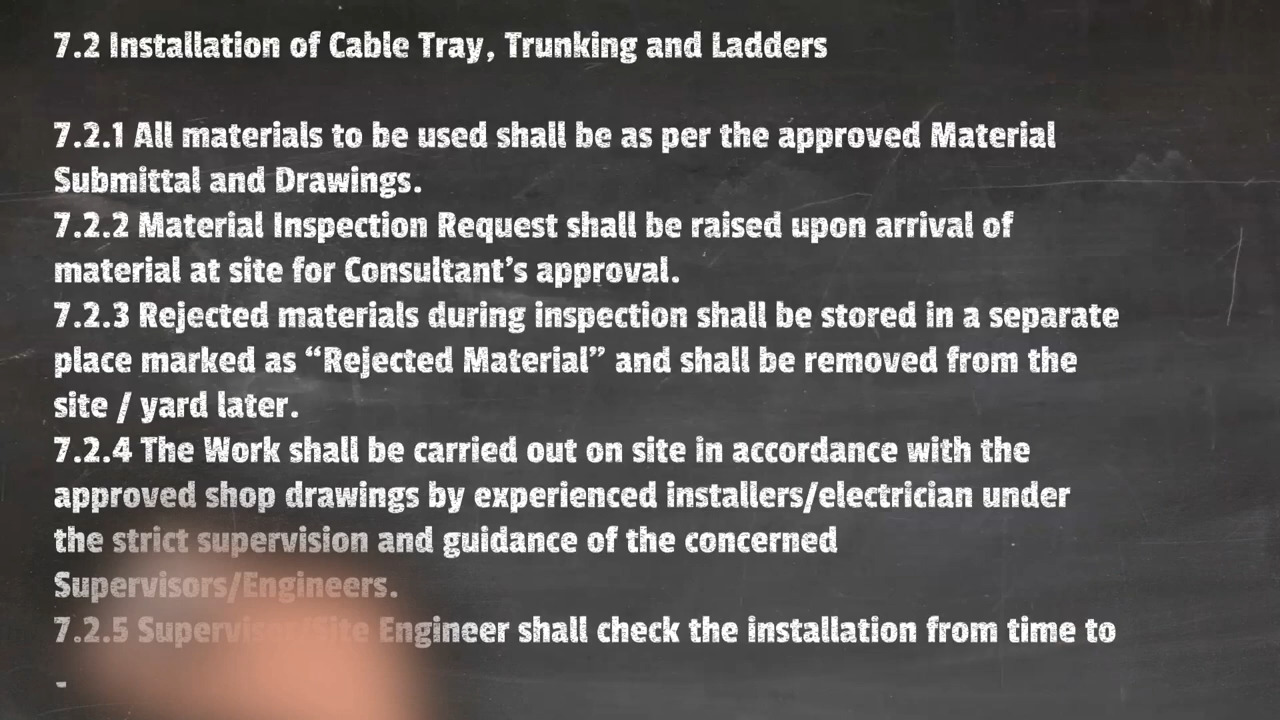 7.2 Installation of Cable Tray, Trunking and Ladders
7.2.1 All materials to be used shall be as per the approved Material
Submittal and Drawings.
7.2.2 Material Inspection Request shall be raised upon arrival of
material at site for Consultant’s approval.
7.2.3 Rejected materials during inspection shall be stored in a separate
place marked as “Rejected Material” and shall be removed from the
site / yard later.
7.2.4 The Work shall be carried out on site in accordance with the
approved shop drawings by experienced installers/electrician under
the strict supervision and guidance of the concerned
Supervisors/Engineers.
7.2.5 Supervisor/Site Engineer shall check the installation from time to